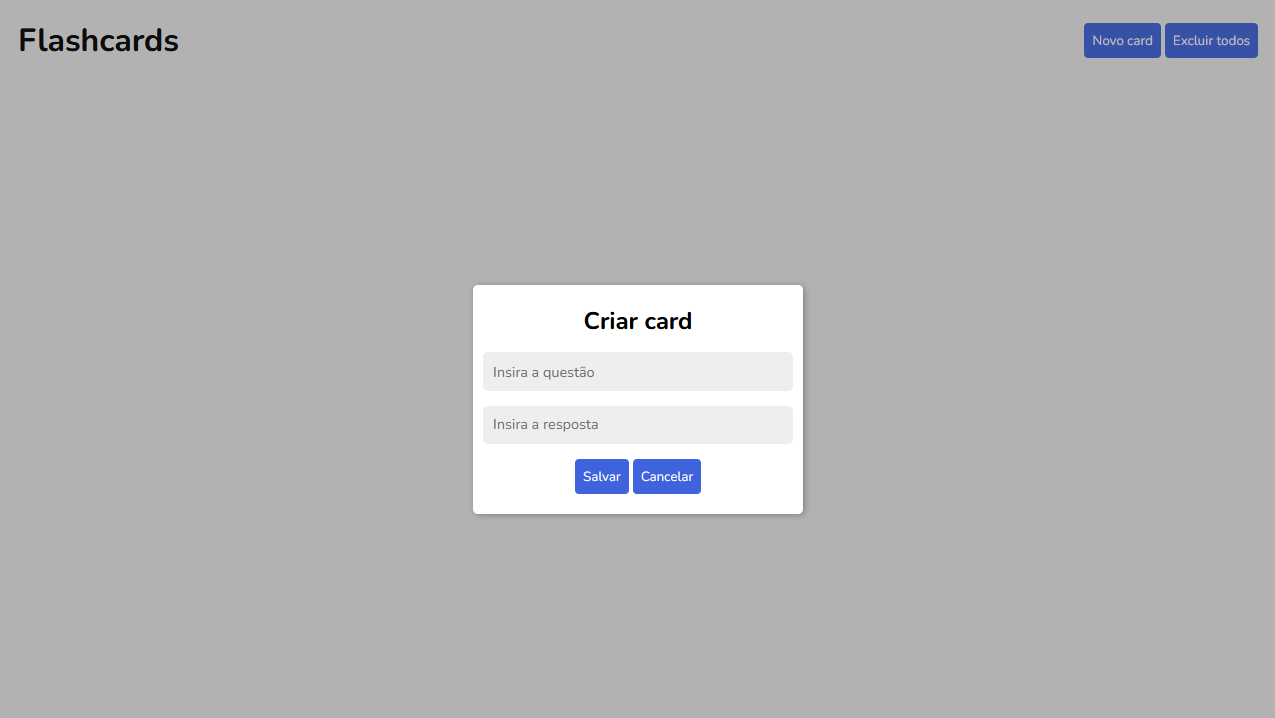 Flashcards
Novo card Excluir todos
Criar card
Insira a questão
Insira a resposta
Salvar Cancelar